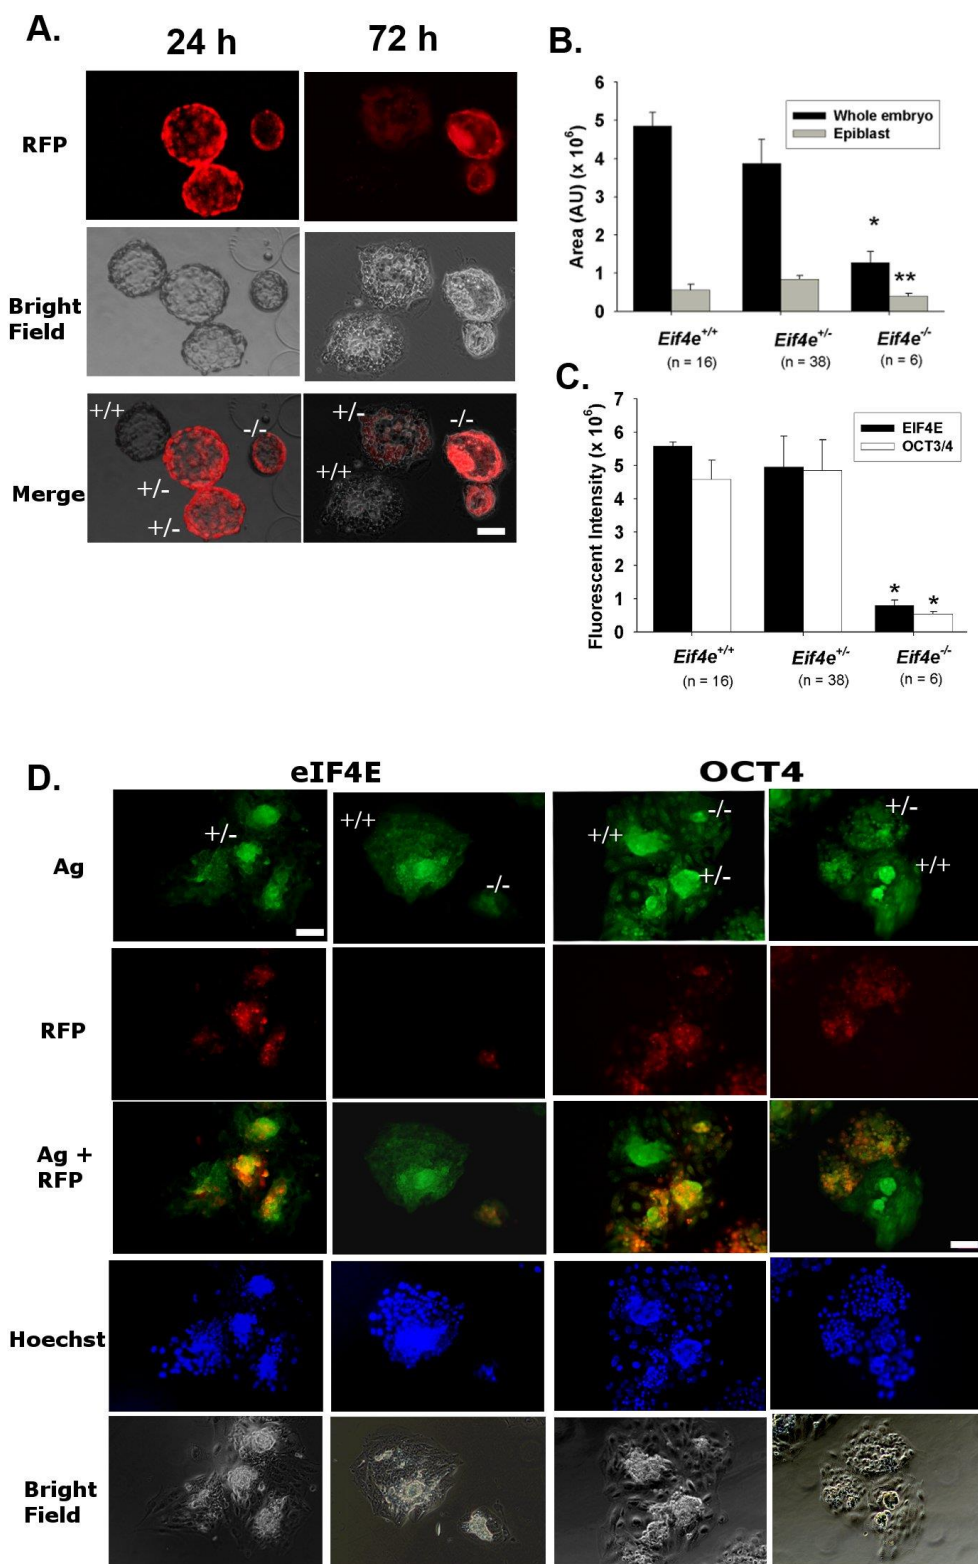 A.
24 h
72 h
RFP
Bright
Field
Merge
+/+
-/-
+/-
+/-
+/-
-/-
+/+
B.
Area (AU) (x 10⁶)
6
5
4
3
2
1
0
Whole embryo
Epiblast
*
**
Eif4e+/+
Eif4e+/-
Eif4e-/-
(n = 16)
(n = 38)
(n = 6)
C.
Fluorescent Intensity (x 10⁶)
7
6
5
4
3
2
1
0
EIF4E
OCT3/4
*
*
Eif4e+/+
Eif4e+/-
Eif4e-/-
(n = 16)
(n = 38)
(n = 6)
D.
eIF4E
OCT4
Ag
+/-
+/+
-/-
+/+
-/-
+/-
+/-
+/+
RFP
Ag +
RFP
Hoechst
Bright
Field